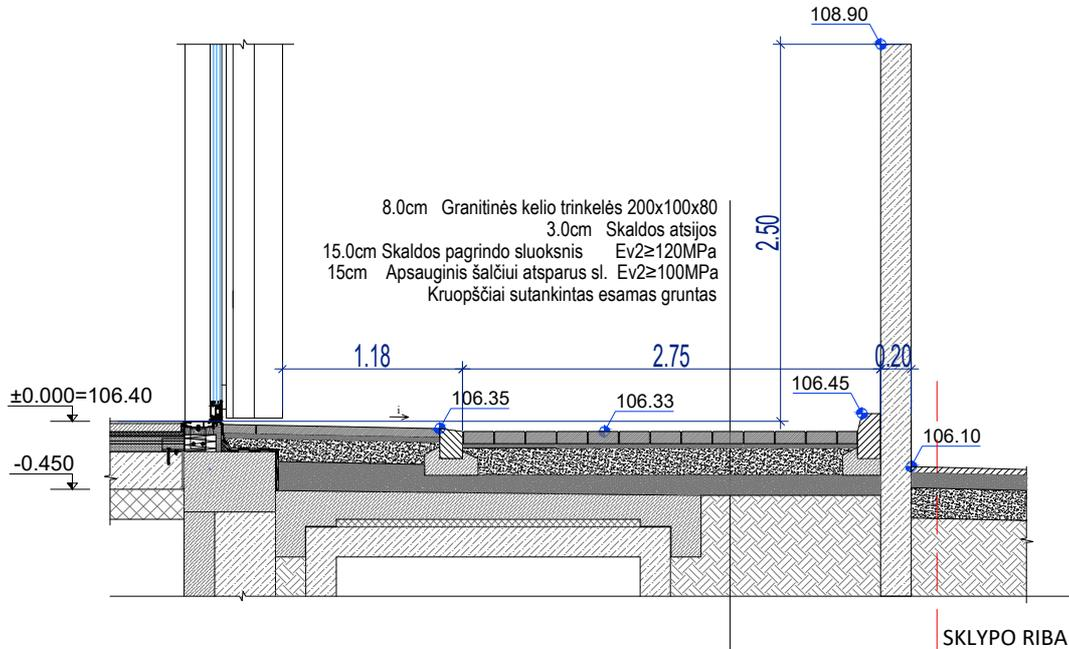 108.90
8.0cm Granitinės kelio trinkelės 200x100x80
3.0cm Skaldos atsijos
15.0cm Skaldos pagrindo sluoksnis Ev2≥120MPa
15cm Apsauginis šalčiui atsparus sl. Ev2≥100MPa
Kruopščiai sutankintas esamas gruntas
2.50
1.18
2.75
0.20
±0.000=106.40
i
106.35
106.33
106.45
106.10
-0.450
SKLYPO RIBA